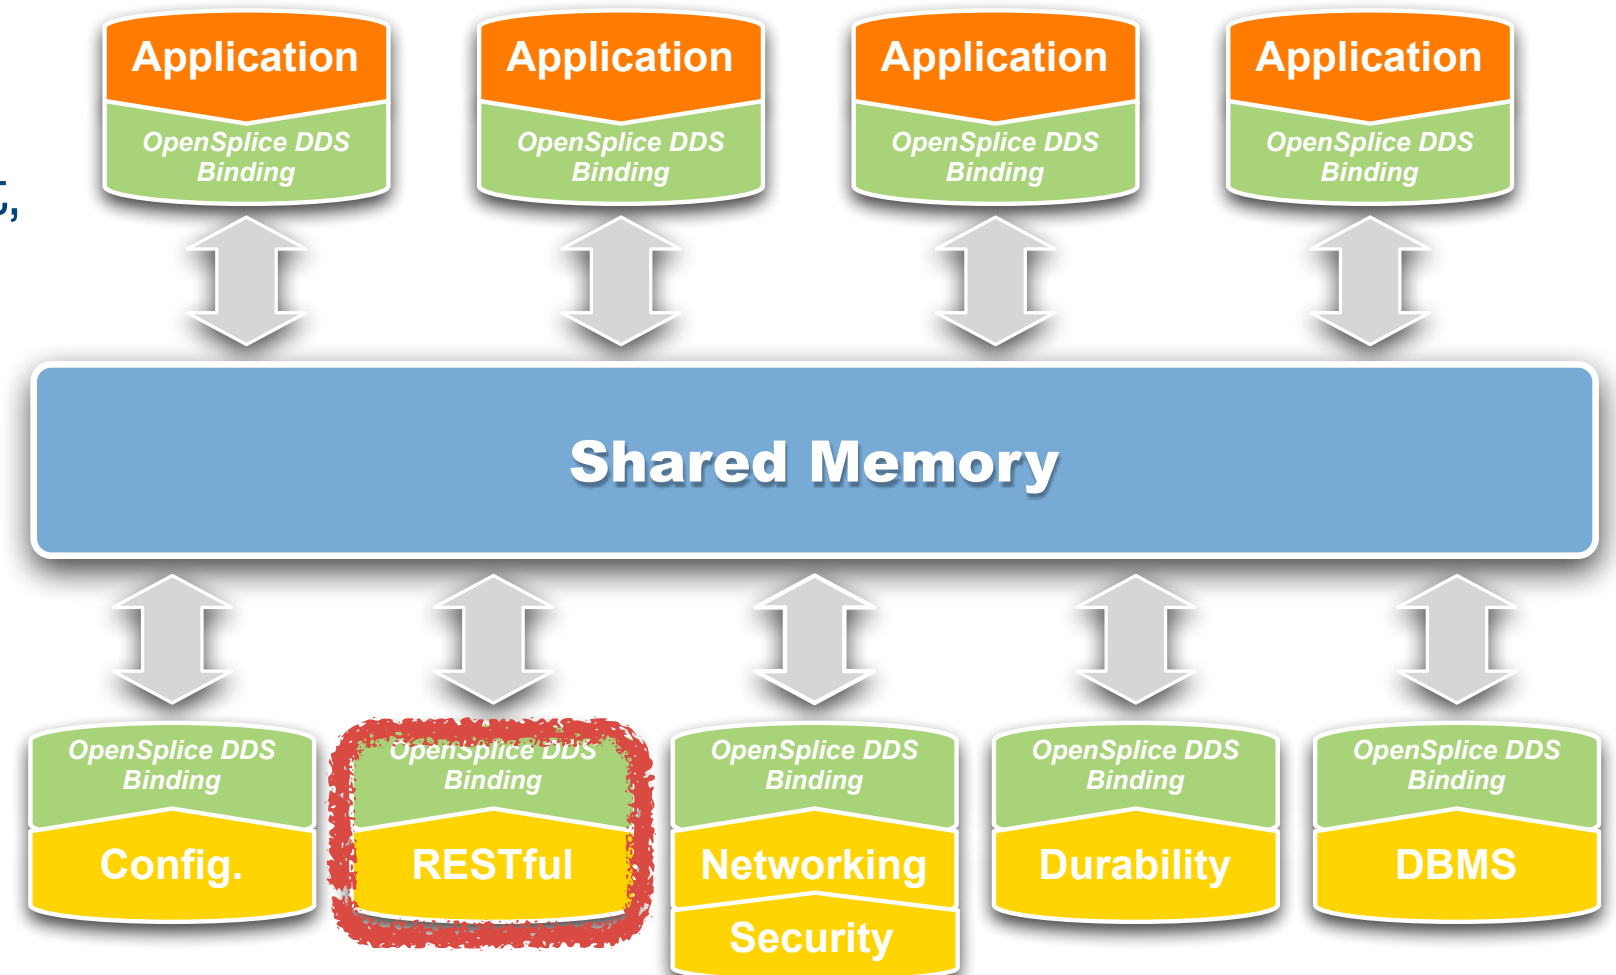 Application
Application
Application
Application
OpenSplice DDS
Binding
OpenSplice DDS
Binding
OpenSplice DDS
Binding
OpenSplice DDS
Binding
Shared Memory
OpenSplice DDS
Binding
OpenSplice DDS
Binding
OpenSplice DDS
Binding
OpenSplice DDS
Binding
OpenSplice DDS
Binding
Config.
RESTful
Networking
Durability
DBMS
Security